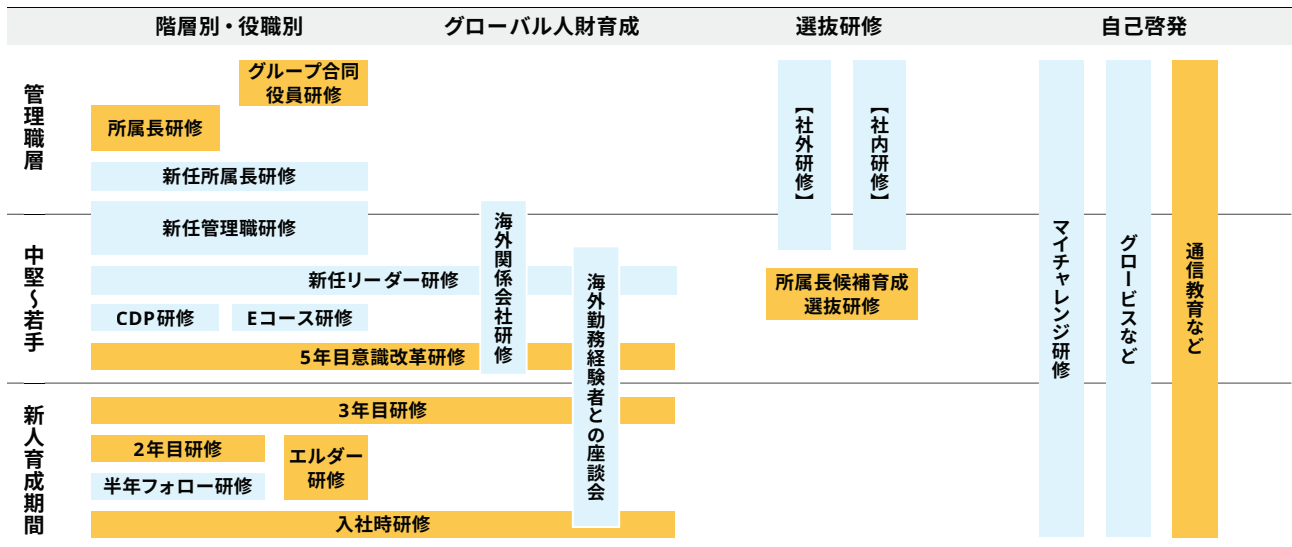 階層別・役職別
グローバル人財育成
選抜研修
自己啓発
管理職層
グループ合同
役員研修
所属長研修
新任所属長研修
新任管理職研修
【社外研修】
【社内研修】
中堅～若手
新任リーダー研修
CDP研修
Eコース研修
5年目意識改革研修
海外関係会社研修
海外勤務経験者との座談会
所属長候補育成
選抜研修
マイチャレンジ研修
グロービスなど
通信教育など
新人育成期間
3年目研修
2年目研修
エルダー
研修
半年フォロー研修
入社時研修